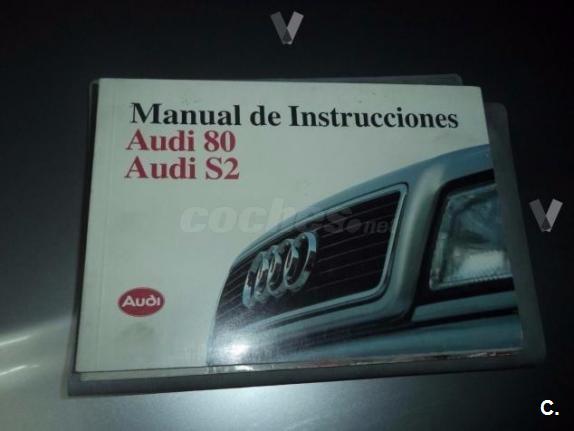 Manual de Instrucciones
Audi 80
Audi S2
coches.net
Audi
C.